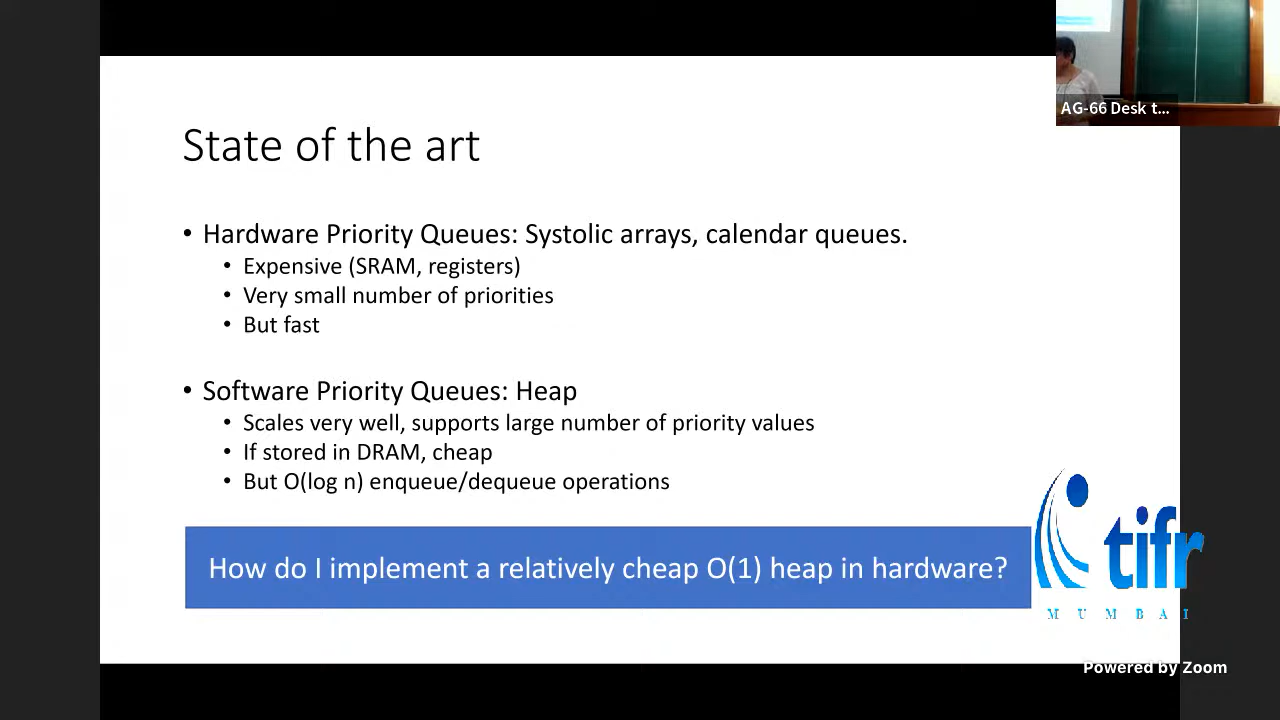 AG-66 Desk t...
State of the art
• Hardware Priority Queues: Systolic arrays, calendar queues.
• Expensive (SRAM, registers)
• Very small number of priorities
• But fast
• Software Priority Queues: Heap
• Scales very well, supports large number of priority values
• If stored in DRAM, cheap
• But O(log n) enqueue/dequeue operations
How do I implement a relatively cheap O(1) heap in hardware?
tifr
MUMBAI
Powered by Zoom